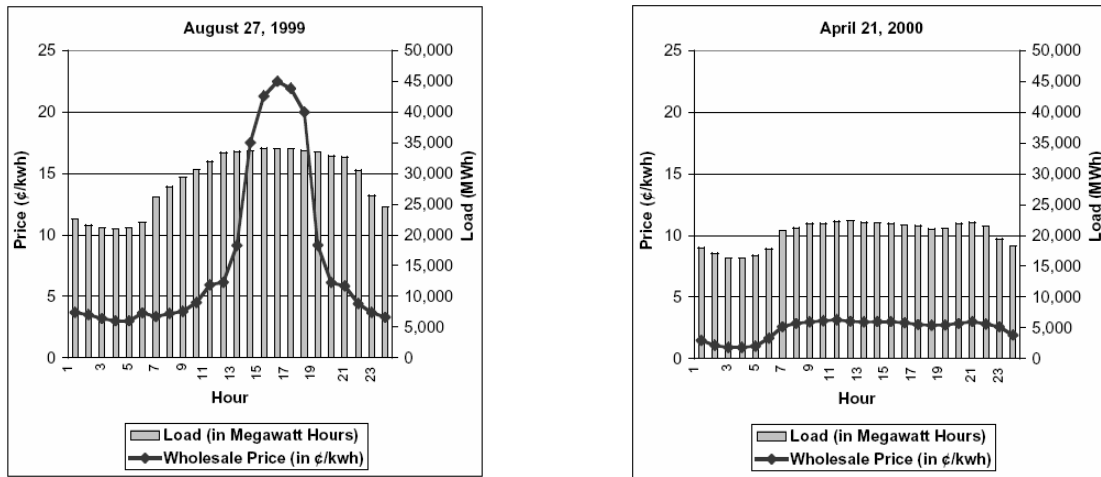 August 27, 1999
25
20
15
10
5
0
Price (¢/kwh)
50,000
45,000
40,000
35,000
30,000
25,000
20,000
15,000
10,000
5,000
0
Load (MWh)
1 3 5 7 9 11 13 15 17 19 21 23
Hour
Load (in Megawatt Hours)
Wholesale Price (in ¢/kwh)
April 21, 2000
25
20
15
10
5
0
Price (¢/kwh)
50,000
45,000
40,000
35,000
30,000
25,000
20,000
15,000
10,000
5,000
0
Load (MWh)
1 3 5 7 9 11 13 15 17 19 21 23
Hour
Load (in Megawatt Hours)
Wholesale Price (in ¢/kwh)